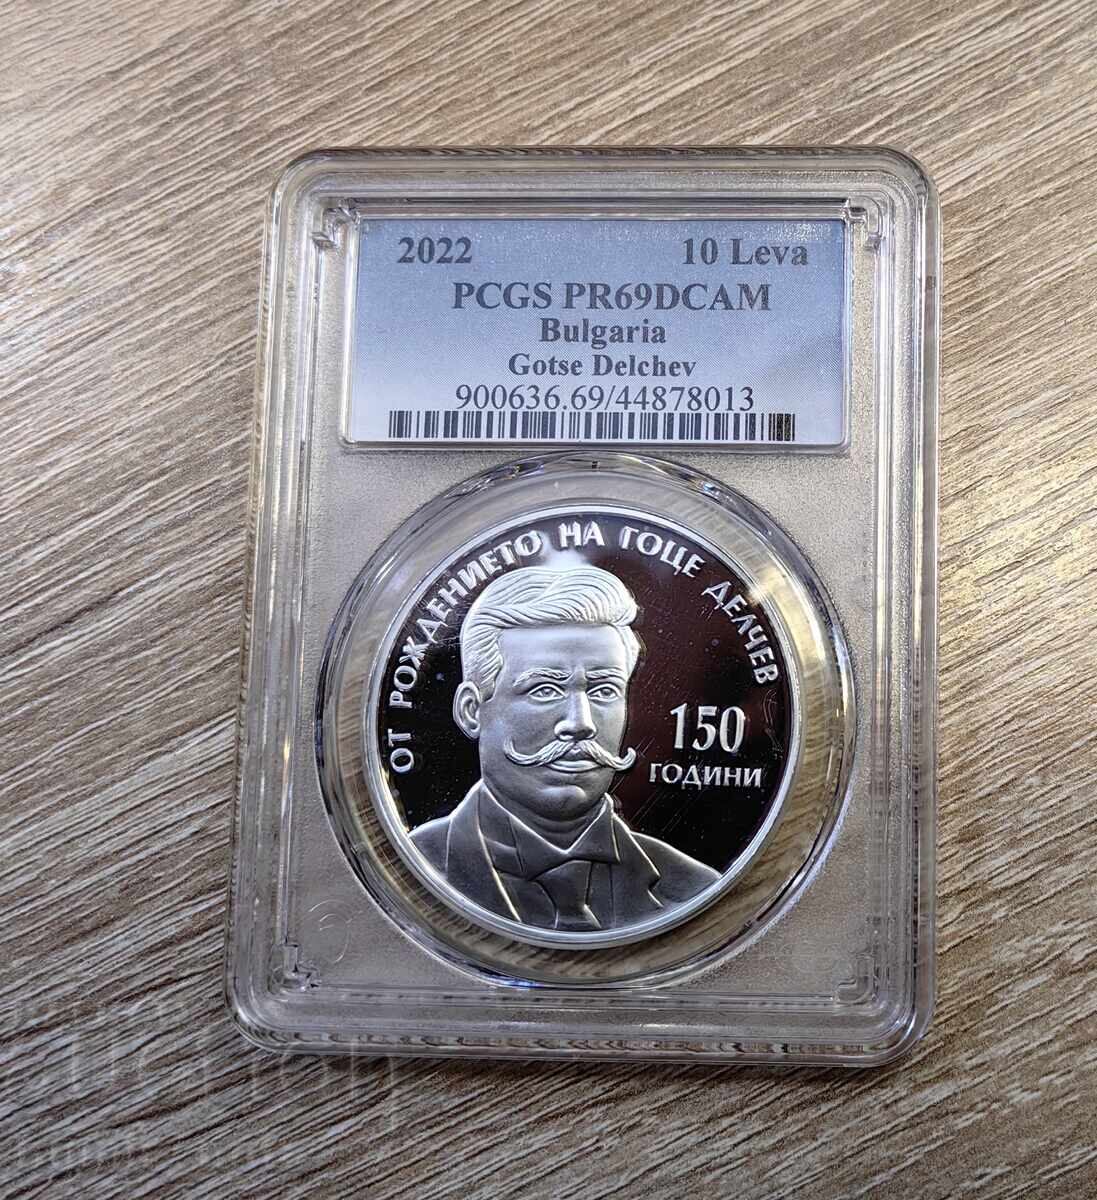 2022 10 Leva
PCGS PR69DCAM
Bulgaria
Gotse Delchev
900636.69/44878013
ОТ РОЖДЕНИЕТО НА ГОЦЕ ДЕЛЧЕВ
150
ГОДИНИ